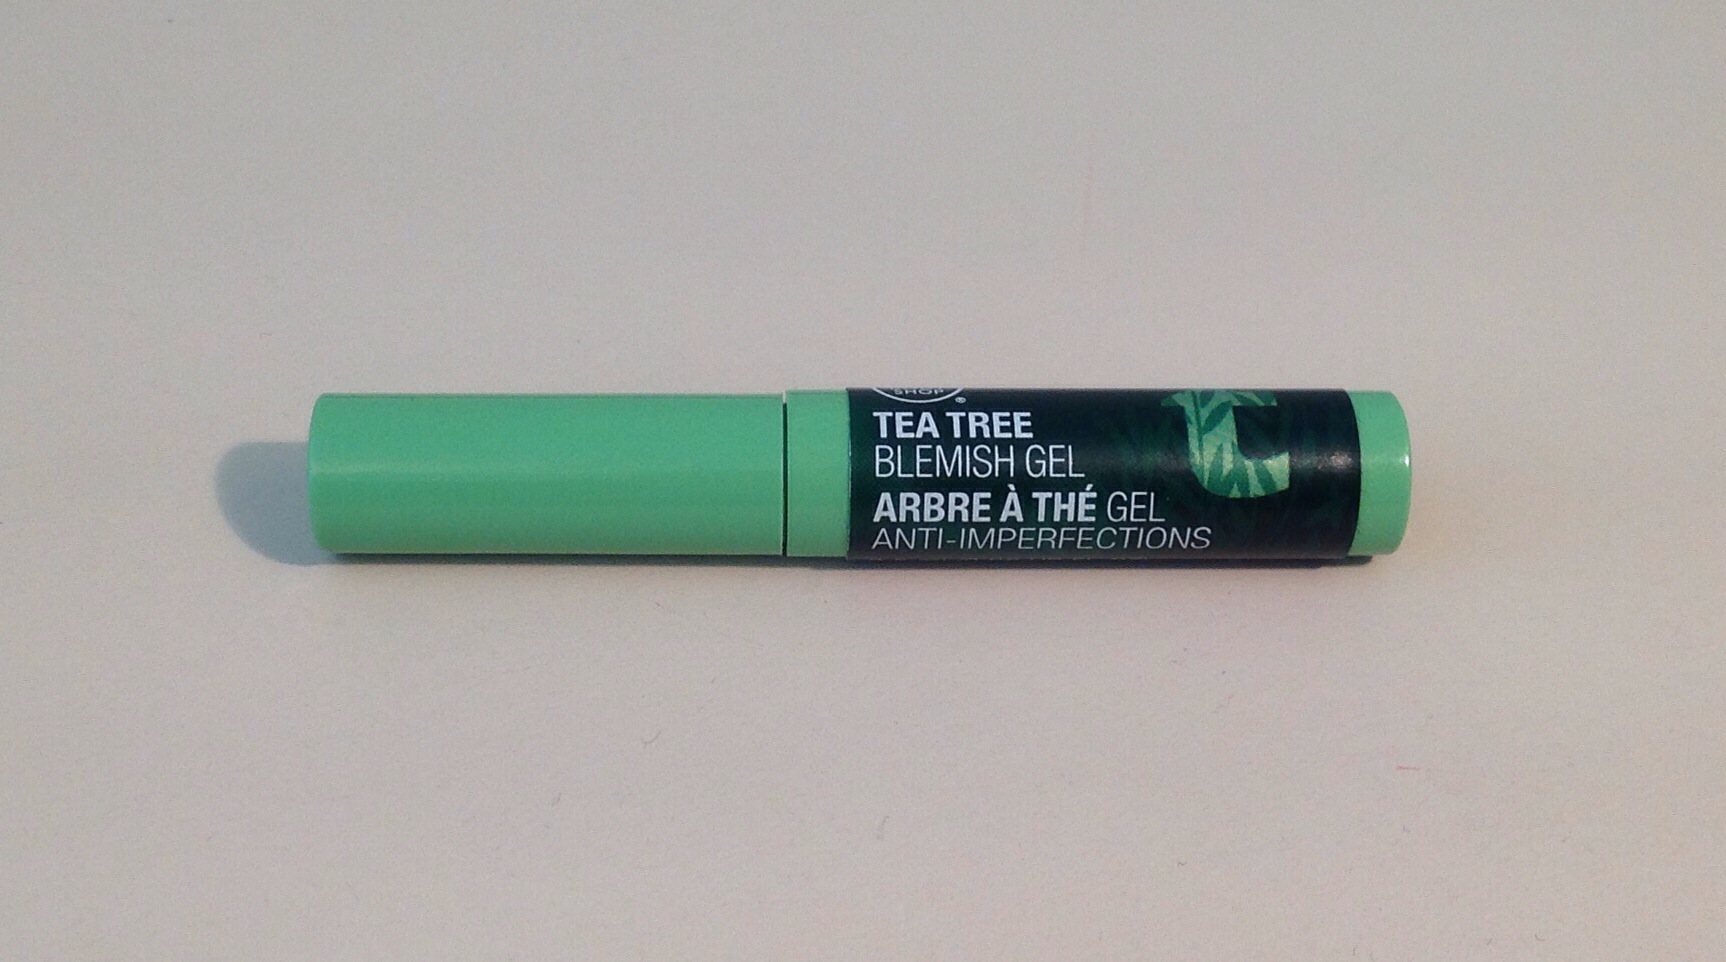 SHOP
®
TEA TREE
BLEMISH GEL
ARBRE À THÉ GEL
ANTI-IMPERFECTIONS
t